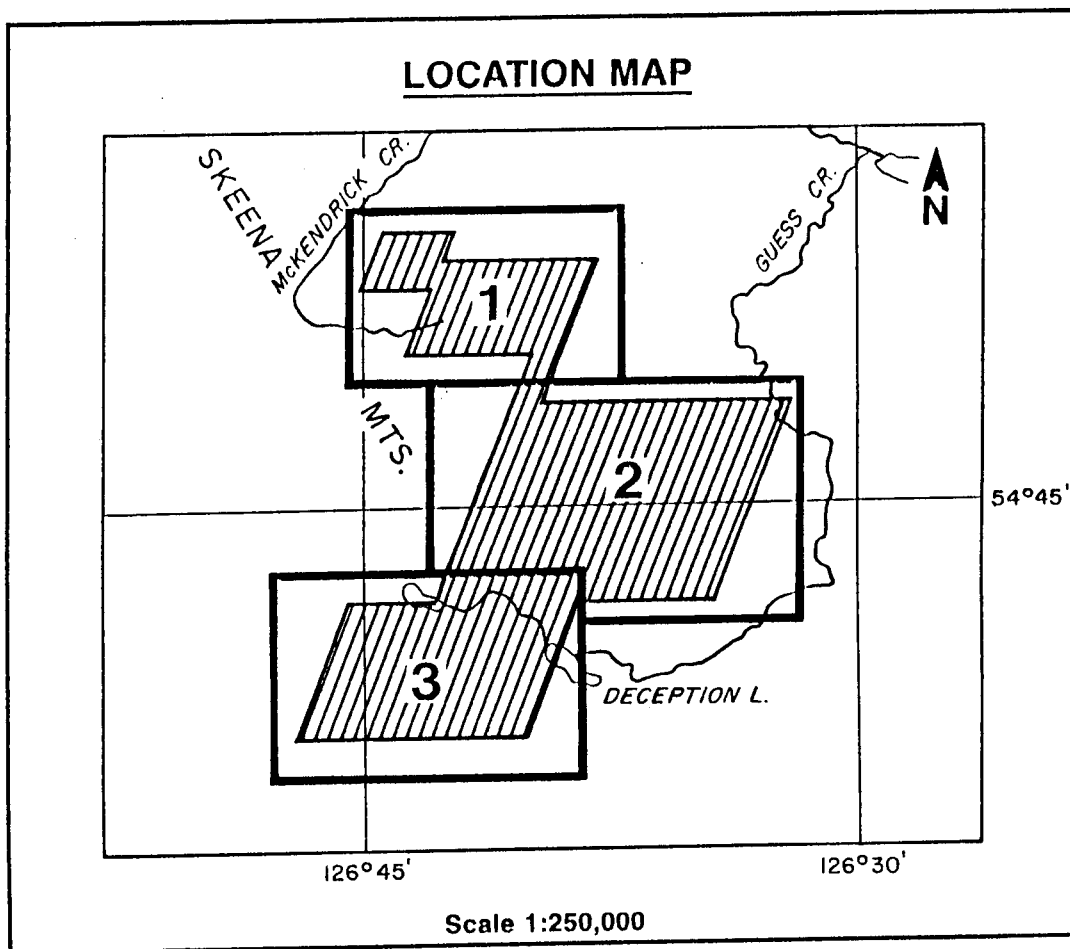 LOCATION MAP
SKEENA
McKENDRICK CR.
GUESS CR.
N
1
MTS.
2
54°45'
3
DECEPTION L.
126°45'
126°30'
Scale 1:250,000